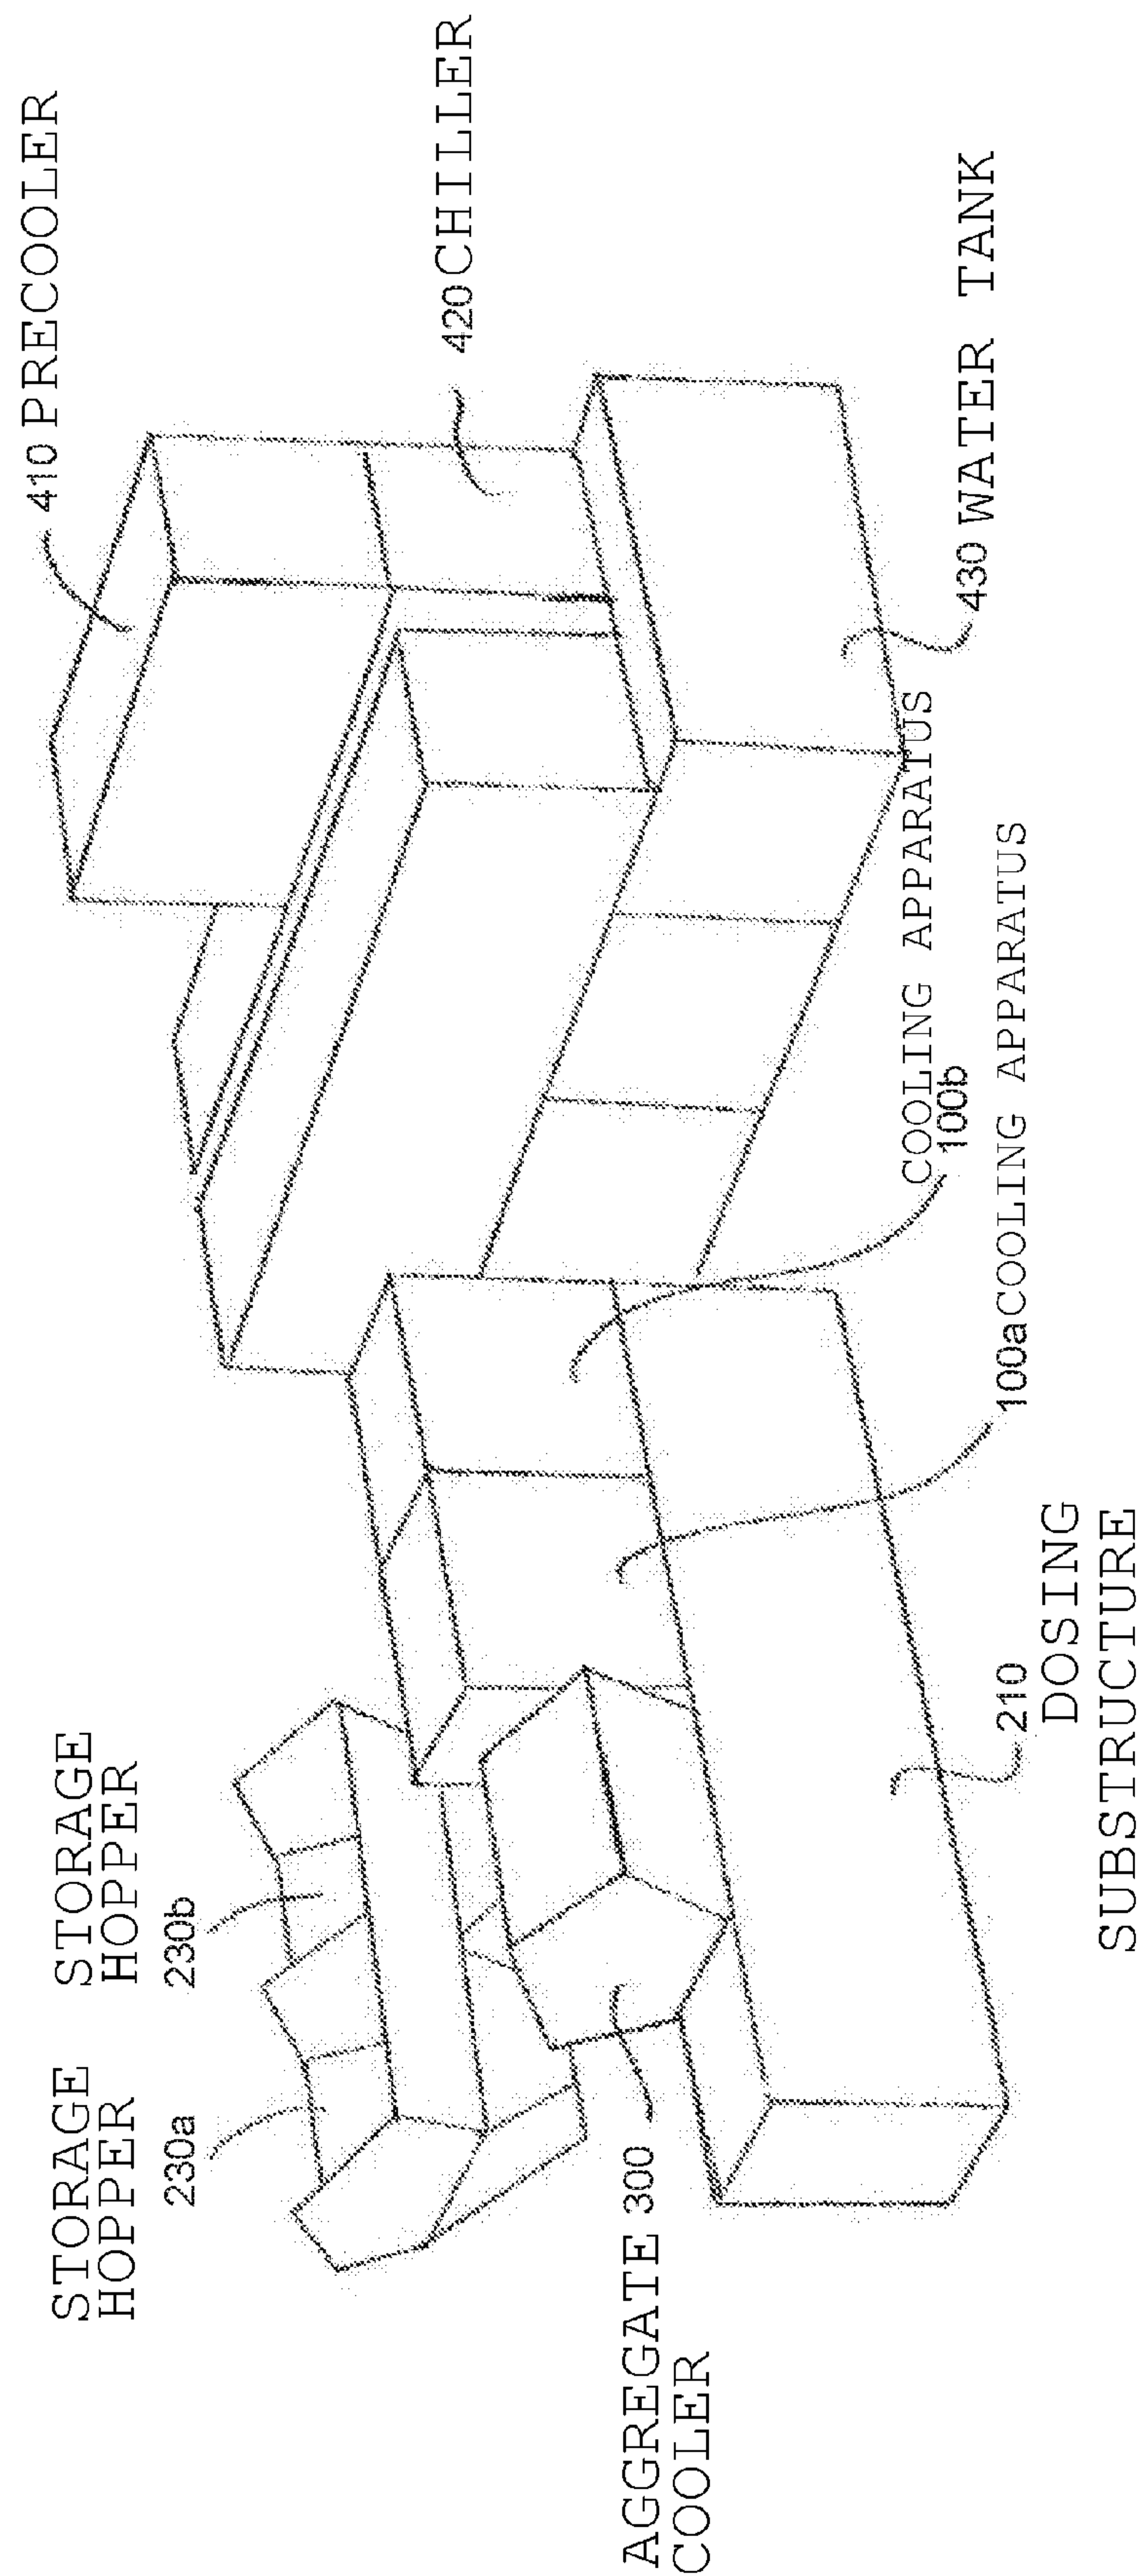 STORAGE
HOPPER
230a
STORAGE
HOPPER
230b
410 PRECOOLER
420 CHILLER
AGGREGATE 300
COOLER
210
DOSING
SUBSTRUCTURE
100a COOLING APPARATUS
COOLING APPARATUS
100b
430 WATER TANK